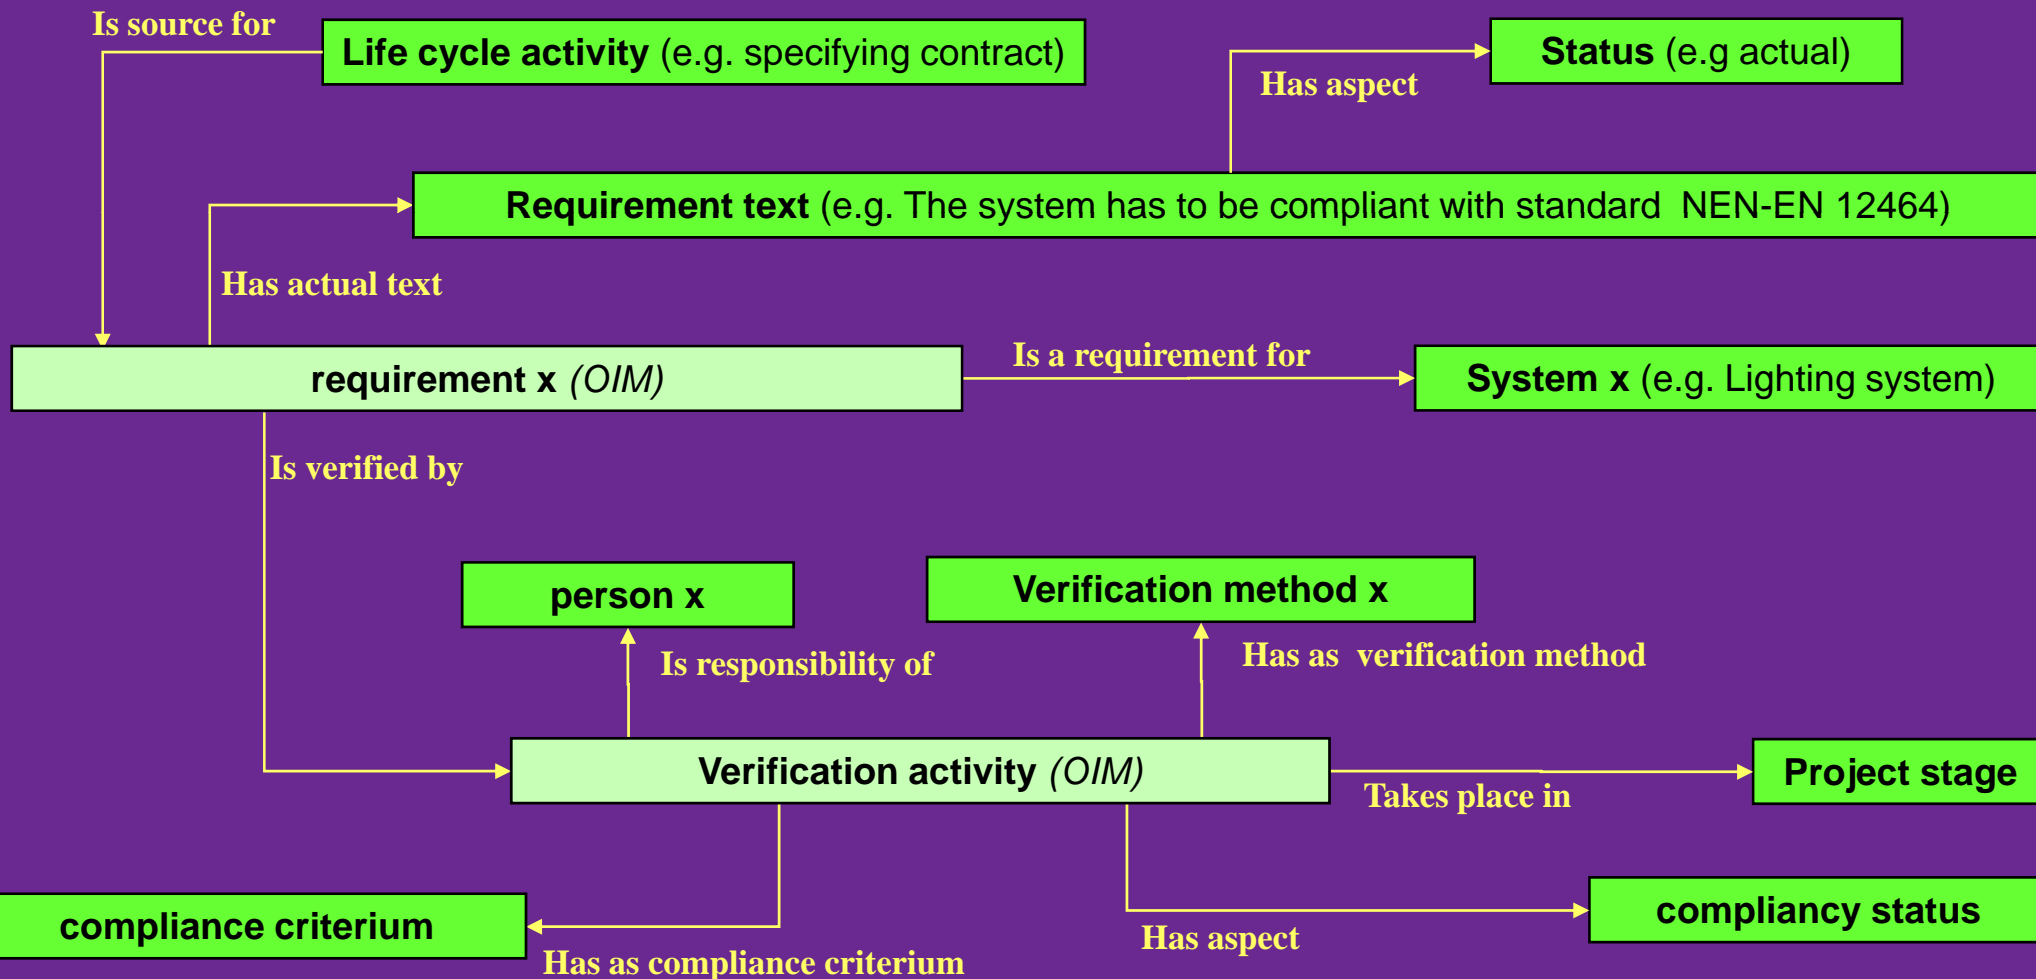 Is source for
Life cycle activity (e.g. specifying contract)
Status (e.g actual)
Has aspect
Requirement text (e.g. The system has to be compliant with standard  NEN-EN 12464)
Has actual text
requirement x (OIM)
Is a requirement for
System x (e.g. Lighting system)
Is verified by
person x
Verification method x
Is responsibility of
Has as  verification method
Verification activity (OIM)
Takes place in
Project stage
compliance criterium
Has as compliance criterium
Has aspect
compliancy status